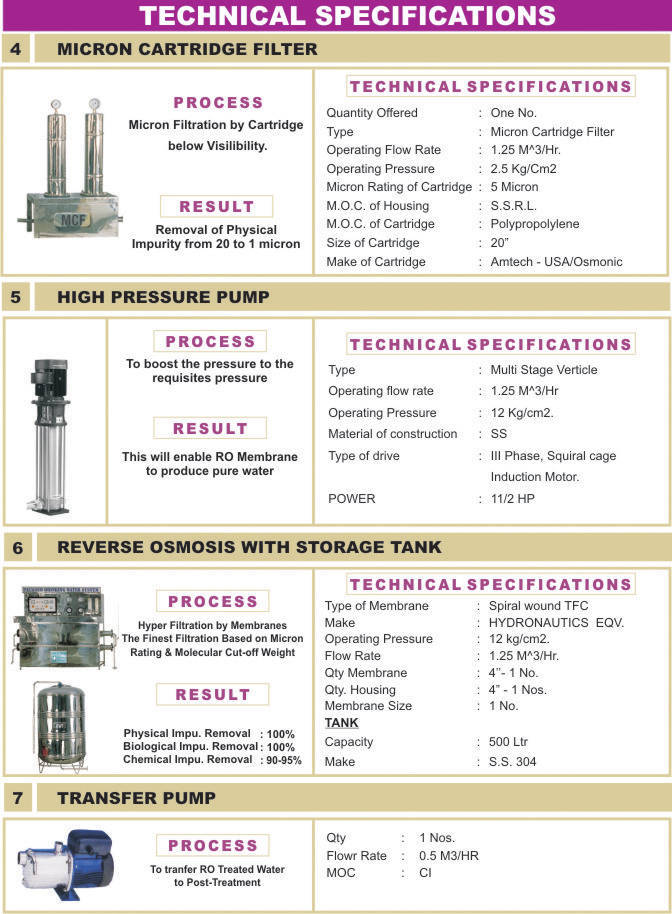 TECHNICAL SPECIFICATIONS
4 MICRON CARTRIDGE FILTER
PROCESS
Micron Filtration by Cartridge
below Visilibility.
MCF
RESULT
Removal of Physical
Impurity from 20 to 1 micron
TECHNICAL SPECIFICATIONS
Quantity Offered : One No.
Type : Micron Cartridge Filter
Operating Flow Rate : 1.25 M^3/Hr.
Operating Pressure : 2.5 Kg/Cm2
Micron Rating of Cartridge : 5 Micron
M.O.C. of Housing : S.S.R.L.
M.O.C. of Cartridge : Polypropolylene
Size of Cartridge : 20”
Make of Cartridge : Amtech - USA/Osmonic
5 HIGH PRESSURE PUMP
PROCESS
To boost the pressure to the
requisites pressure
RESULT
This will enable RO Membrane
to produce pure water
TECHNICAL SPECIFICATIONS
Type : Multi Stage Verticle
Operating flow rate : 1.25 M^3/Hr
Operating Pressure : 12 Kg/cm2.
Material of construction : SS
Type of drive : III Phase, Squiral cage
Induction Motor.
POWER : 11/2 HP
6 REVERSE OSMOSIS WITH STORAGE TANK
PACKAGED DRINKING WATER SYSTEM
PROCESS
Hyper Filtration by Membranes
The Finest Filtration Based on Micron
Rating & Molecular Cut-off Weight
RESULT
Physical Impu. Removal : 100%
Biological Impu. Removal : 100%
Chemical Impu. Removal : 90-95%
TECHNICAL SPECIFICATIONS
Type of Membrane : Spiral wound TFC
Make : HYDRONAUTICS EQV.
Operating Pressure : 12 kg/cm2.
Flow Rate : 1.25 M^3/Hr.
Qty Membrane : 4”- 1 No.
Qty. Housing : 4” - 1 Nos.
Membrane Size : 1 No.
TANK
Capacity : 500 Ltr
Make : S.S. 304
7 TRANSFER PUMP
PROCESS
To tranfer RO Treated Water
to Post-Treatment
Qty : 1 Nos.
Flowr Rate : 0.5 M3/HR
MOC : CI